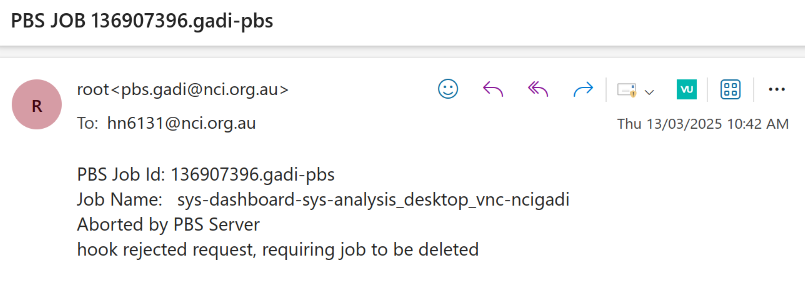 PBS JOB 136907396.gadi-pbs
root<pbs.gadi@nci.org.au>
R
VU
To: hn6131@nci.org.au
Thu 13/03/2025 10:42 AM
PBS Job Id: 136907396.gadi-pbs
Job Name: sys-dashboard-sys-analysis_desktop_vnc-ncigadi
Aborted by PBS Server
hook rejected request, requiring job to be deleted